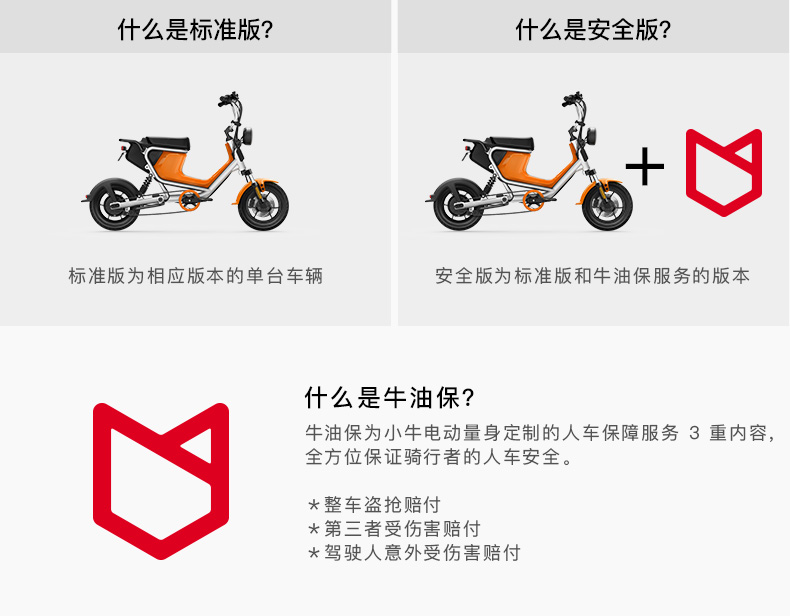 什么是标准版?
什么是安全版?
标准版为相应版本的单台车辆
安全版为标准版和牛油保服务的版本
什么是牛油保?
牛油保为小牛电动量身定制的人车保障服务 3 重内容,
全方位保证骑行者的人车安全。
*整车盗抢赔付
*第三者受伤害赔付
*驾驶人意外受伤害赔付